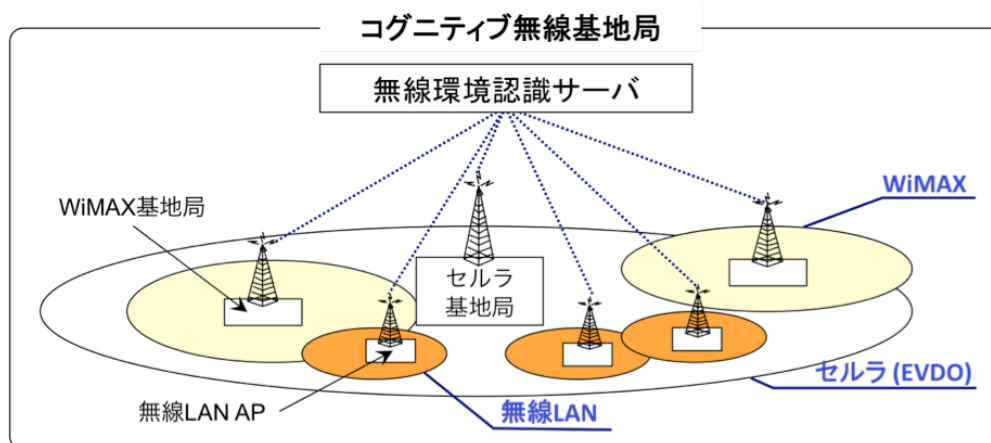 コグニティブ無線基地局
無線環境認識サーバ
WiMAX
WiMAX基地局
セルラ
基地局
セルラ (EVDO)
無線LAN AP
無線LAN